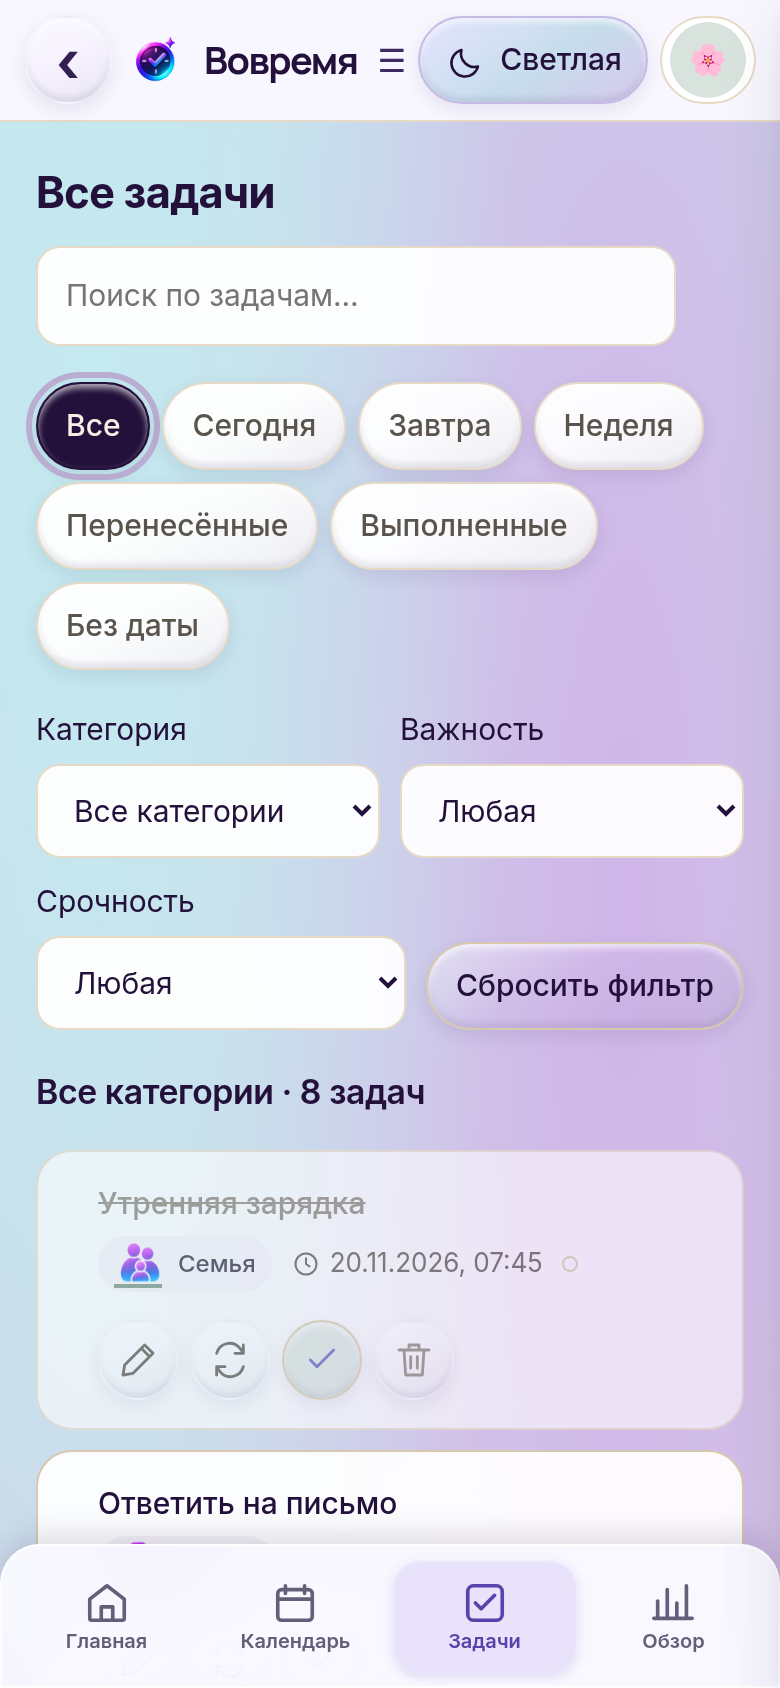 Вовремя
Светлая
Все задачи
Поиск по задачам...
Все Сегодня Завтра Неделя
Перенесённые Выполненные
Без даты
Категория Важность
Все категории Любая
Срочность
Любая Сбросить фильтр
Все категории · 8 задач
Утренняя зарядка
Семья 20.11.2026, 07:45
Ответить на письмо
Главная Календарь Задачи Обзор